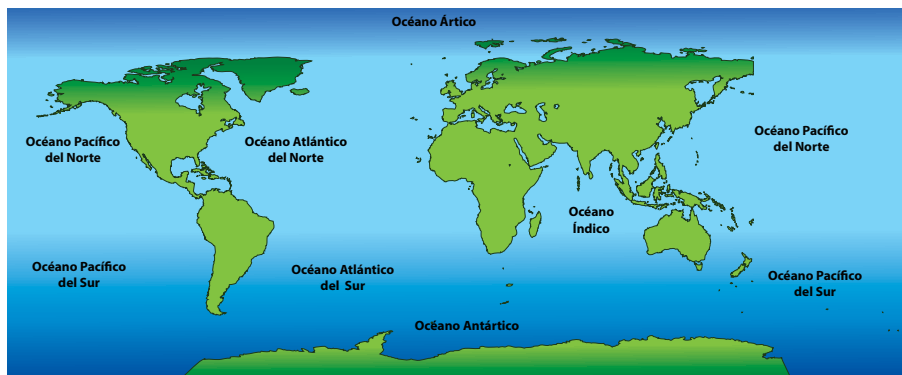 Océano Ártico
Océano Pacífico
del Norte
Océano Atlántico
del Norte
Océano Pacífico
del Norte
Océano
Índico
Océano Pacífico
del Sur
Océano Atlántico
del Sur
Océano Pacífico
del Sur
Océano Antártico